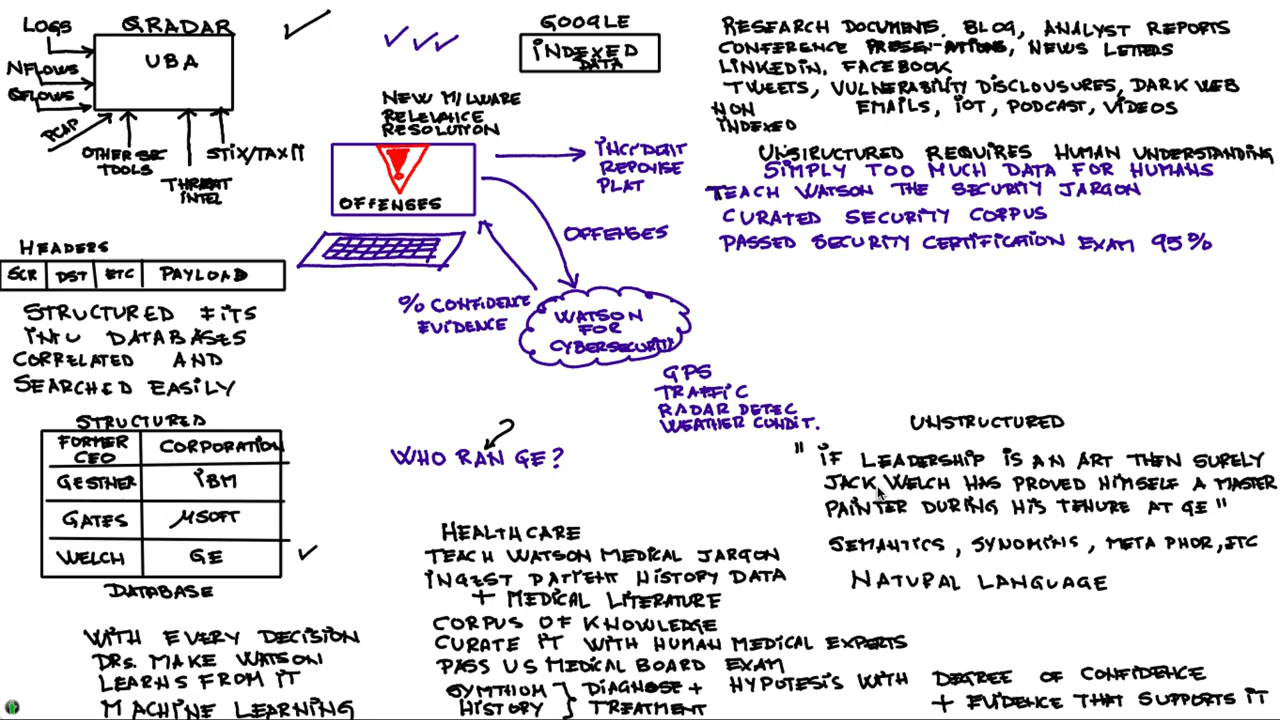 LOGS
QRADAR
UBA
NFLOWS
QFLOWS
PCAP
OTHER SEC
TOOLS
STIX/TAXII
THREAT
INTEL
GOOGLE
INDEXED
DATA
NEW MILWARE
RELEVANCE
RESOLUTION
OFFENSES
INCIDENT
REPONSE
PLAT
OFFENSES
% CONFIDENCE
EVIDENCE
WATSON
FOR
CYBERSECURITY
GPS
TRAFFIC
RADAR DETEC
WEATHER CONDIT.
RESEARCH DOCUMENTS, BLOG, ANALYST REPORTS
CONFERENCE PRESENTATIONS, NEWS LETTERS
LINKEDIN, FACEBOOK
TWEETS, VULNERABILITY DISCLOUSURES, DARK WEB
NON EMAILS, IOT, PODCAST, VIDEOS
INDEXED
UNSTRUCTURED REQUIRES HUMAN UNDERSTANDING
SIMPLY TOO MUCH DATA FOR HUMANS
TEACH WATSON THE SECURITY JARGON
CURATED SECURITY CORPUS
PASSED SECURITY CERTIFICATION EXAM 95%
HEADERS
SCR DST ETC PAYLOAD
STRUCTURED FITS
INTO DATABASES
CORRELATED AND
SEARCHED EASILY
STRUCTURED
FORMER CEO CORPORATION
GESTNER IBM
GATES MSOFT
WELCH GE
DATABASE
WHO RAN GE?
UNSTRUCTURED
"IF LEADERSHIP IS AN ART THEN SURELY
JACK WELCH HAS PROVED HIMSELF A MASTER
PAINTER DURING HIS TENURE AT GE"
SEMANTICS, SYNOMINS, METAPHOR, ETC
NATURAL LANGUAGE
HEALTHCARE
TEACH WATSON MEDICAL JARGON
INGEST PATIENT HISTORY DATA
+ MEDICAL LITERATURE
CORPUS OF KNOWLEDGE
CURATE IT WITH HUMAN MEDICAL EXPERTS
PASS US MEDICAL BOARD EXAM
SYMTHOM } DIAGNOSE + HYPOTESIS WITH DEGREE OF CONFIDENCE
HISTORY } TREATMENT + EVIDENCE THAT SUPPORTS IT
WITH EVERY DECISION
DRS. MAKE WATSON
LEARNS FROM IT
MACHINE LEARNING